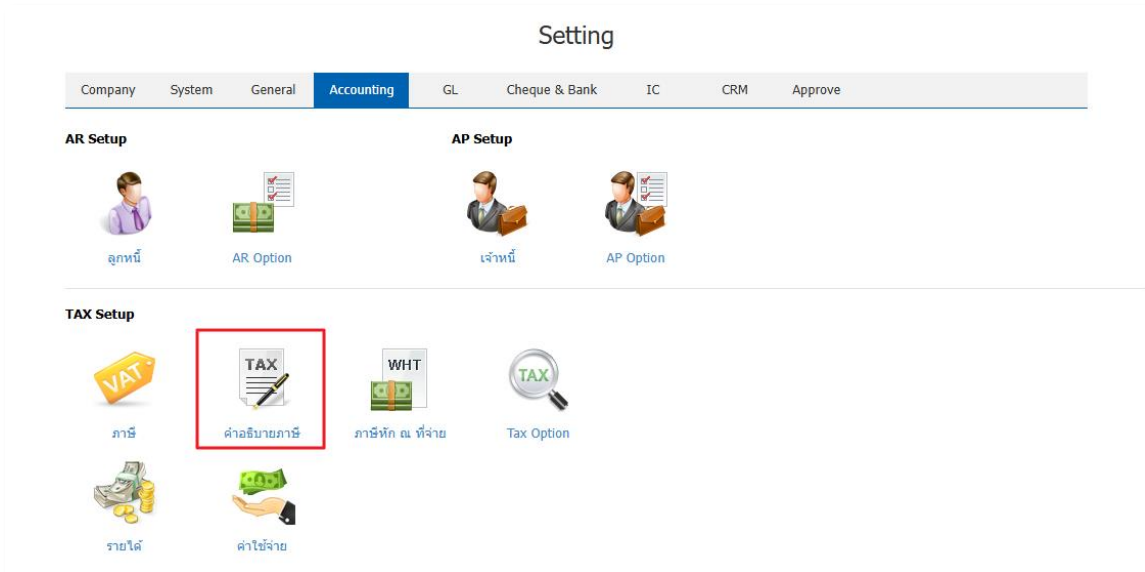 Setting
Company System General Accounting GL Cheque & Bank IC CRM Approve
AR Setup AP Setup
ลูกหนี้ AR Option เจ้าหนี้ AP Option
TAX Setup
VAT TAX WHT TAX
ภาษี คำอธิบายภาษี ภาษีหัก ณ ที่จ่าย Tax Option
รายได้ ค่าใช้จ่าย